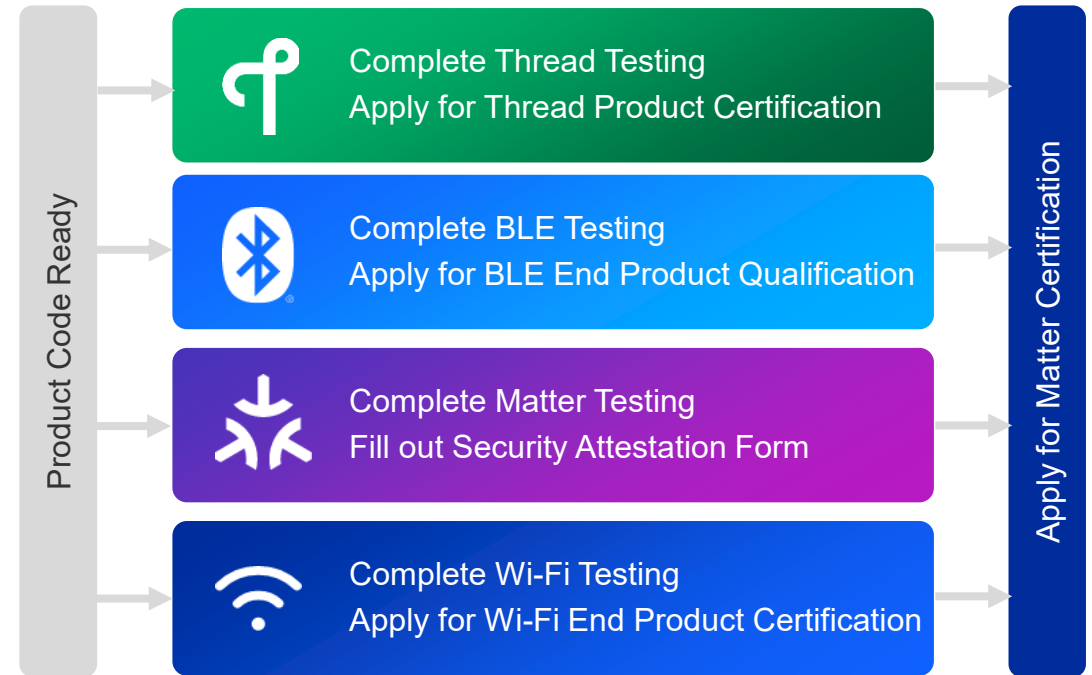 Product Code Ready
Complete Thread Testing
Apply for Thread Product Certification
Complete BLE Testing
Apply for BLE End Product Qualification
®
Complete Matter Testing
Fill out Security Attestation Form
Complete Wi-Fi Testing
Apply for Wi-Fi End Product Certification
Apply for Matter Certification